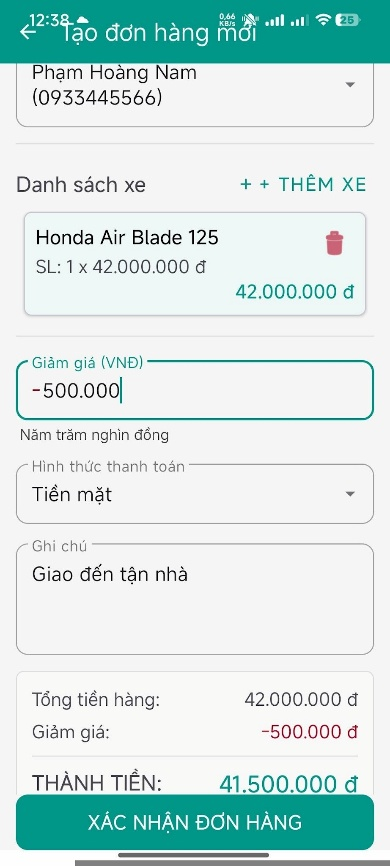 12:38
0,66 KB/s
25
Tạo đơn hàng mới
Phạm Hoàng Nam
(0933445566)
Danh sách xe
+ + THÊM XE
Honda Air Blade 125
SL: 1 x 42.000.000 đ
42.000.000 đ
Giảm giá (VNĐ)
-500.000
Năm trăm nghìn đồng
Hình thức thanh toán
Tiền mặt
Ghi chú
Giao đến tận nhà
Tổng tiền hàng: 42.000.000 đ
Giảm giá: -500.000 đ
THÀNH TIỀN: 41.500.000 đ
XÁC NHẬN ĐƠN HÀNG